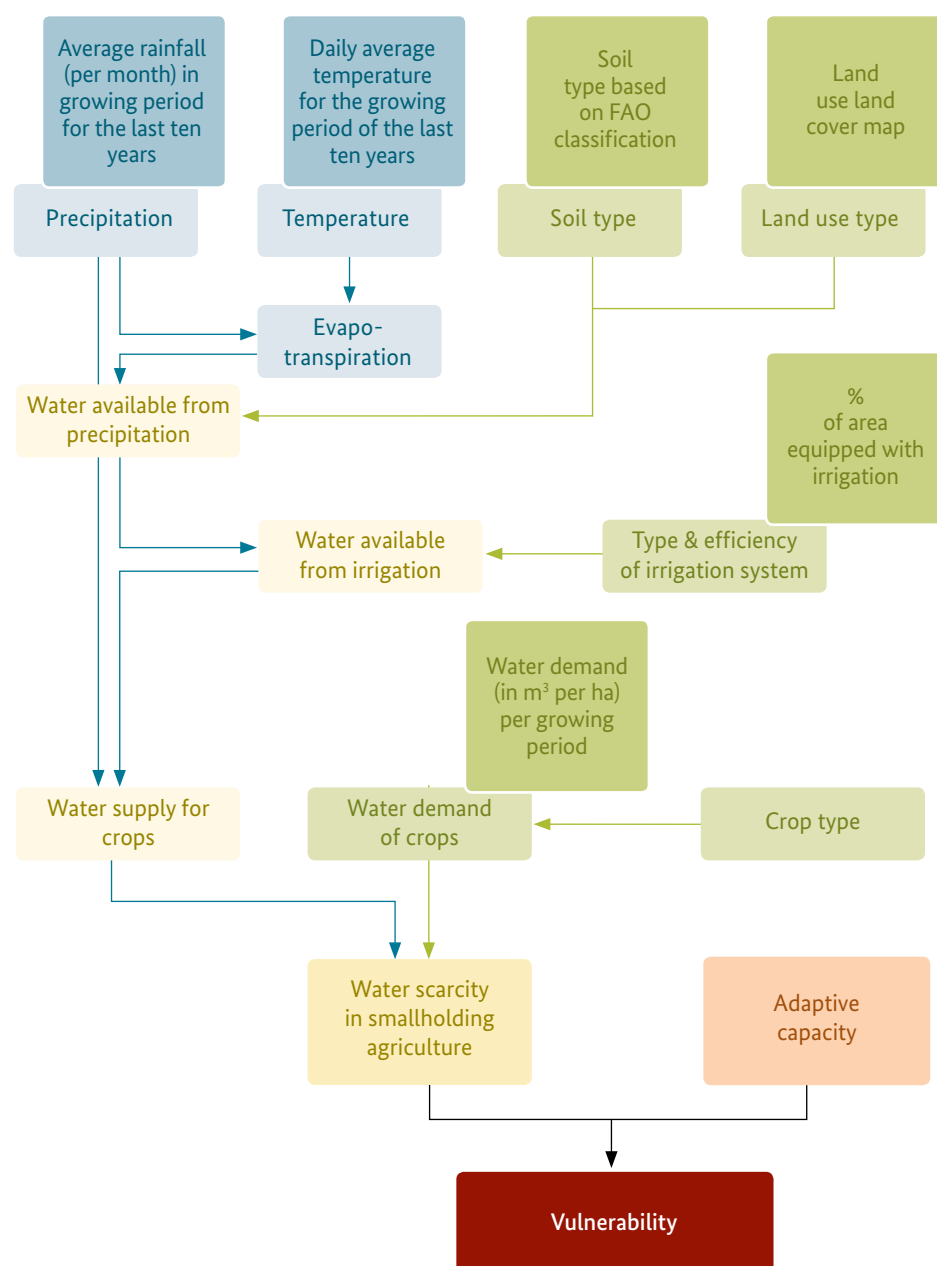 Average rainfall
(per month) in
growing period
for the last ten
years
Daily average
temperature
for the growing
period of the last
ten years
Soil
type based
on FAO
classification
Land
use land
cover map
Precipitation
Temperature
Soil type
Land use type
Evapo-
transpiration
Water available from
precipitation
%
of area
equipped with
irrigation
Water available
from irrigation
Type & efficiency
of irrigation system
Water demand
(in m³ per ha)
per growing
period
Water supply for
crops
Water demand
of crops
Crop type
Water scarcity
in smallholding
agriculture
Adaptive
capacity
Vulnerability